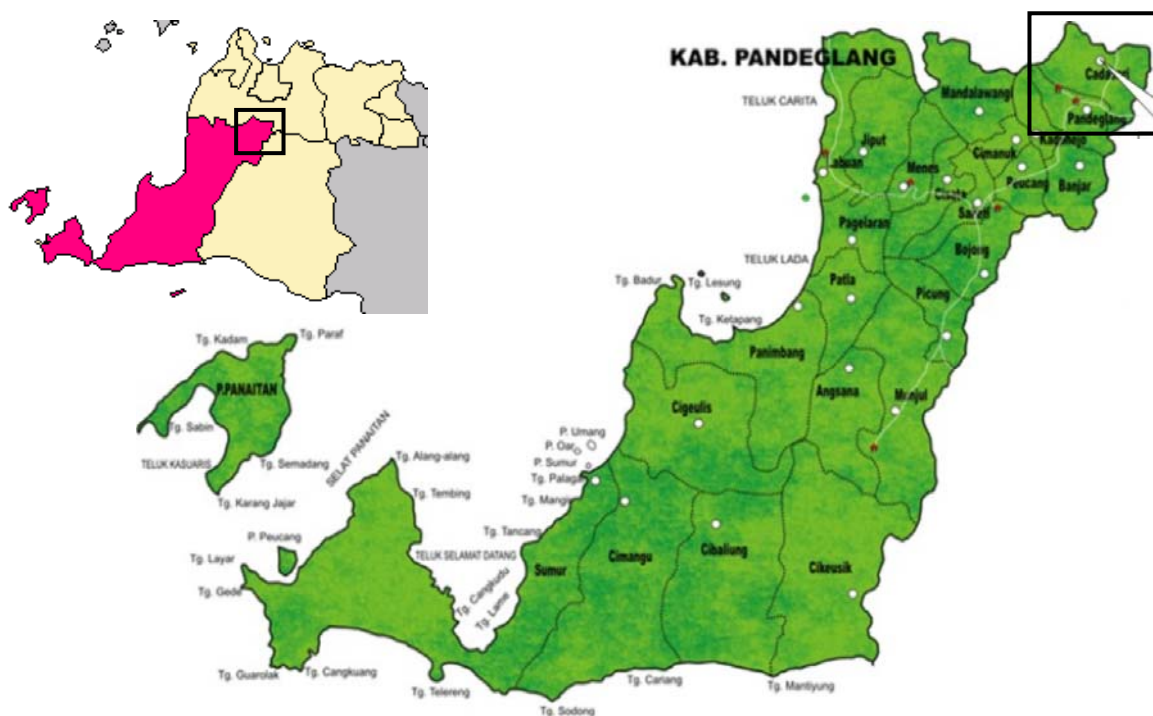 KAB. PANDEGLANG
Cadasari
TELUK CARITA
Mandalawangi
Pandeglang
Jiput
Cimanuk
Kaduhejo
Labuan
Menes
Peucang
Banjar
Cisata
Saketi
Pagelaran
Bojong
TELUK LADA
Tg. Badur
Tg. Lesung
Patia
Picung
Tg. Ketapang
Tg. Paraf
Tg. Kadam
Panimbang
P.PANAITAN
Angsana
Munjul
Cigeulis
Tg. Sabin
SELAT PANAITAN
P. Umang
P. Oar
TELUK KASUARIS
Tg. Semadang
Tg. Alang-alang
P. Sumur
Tg. Palagan
Tg. Karang Jajar
Tg. Tembing
Tg. Mangir
P. Peucang
Tg. Tancang
Cibaliung
Tg. Layar
TELUK SELAMAT DATANG
Cimangu
Sumur
Cikeusik
Tg. Gede
Tg. Cangkudu
Tg. Lame
Tg. Guarolak
Tg. Cangkuang
Tg. Telereng
Tg. Cariang
Tg. Mantiyung
Tg. Sodong